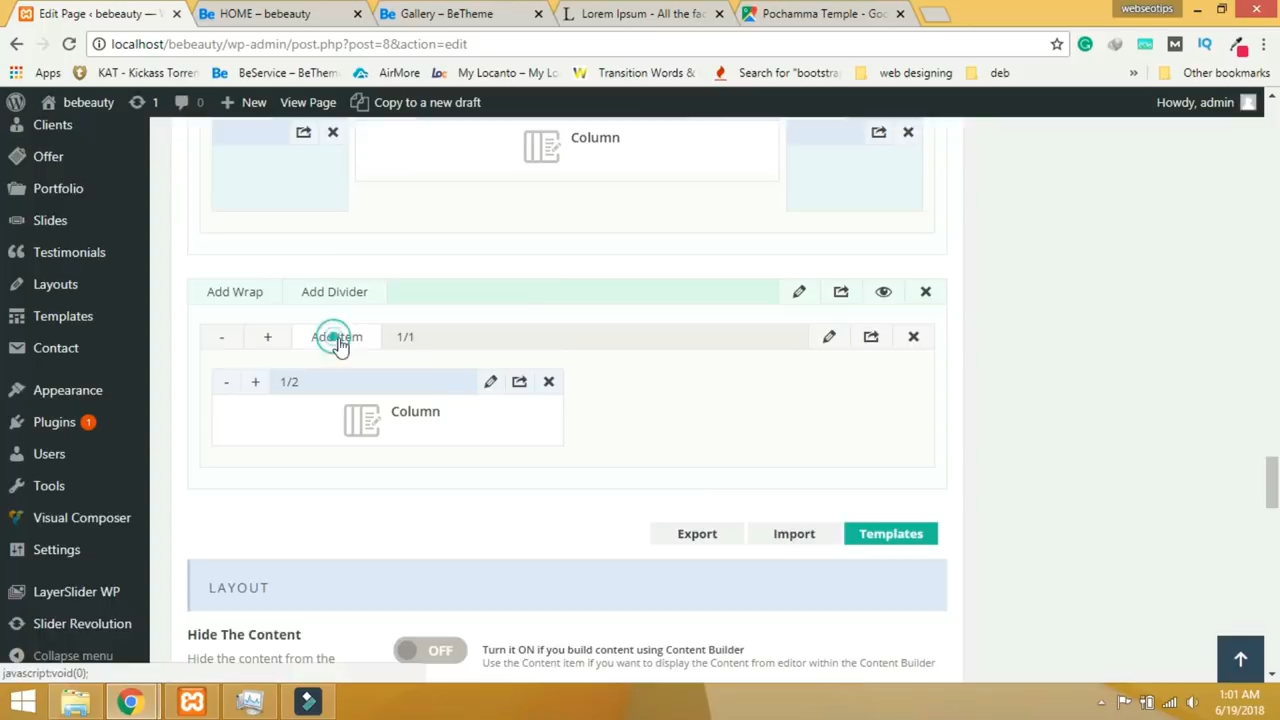 Edit Page ‹ bebeauty — W
HOME – bebeauty
Gallery – BeTheme
Lorem Ipsum - All the fac
Pochamma Temple - Goo
webseotips
localhost/bebeauty/wp-admin/post.php?post=8&action=edit
Apps
KAT - Kickass Torren
BeService – BeThem
AirMore
My Locanto – My Lo
Transition Words &
Search for "bootstra
web designing
deb
»
Other bookmarks
bebeauty
1
0
New
View Page
Copy to a new draft
Howdy, admin
Clients
Offer
Portfolio
Slides
Testimonials
Layouts
Templates
Contact
Appearance
Plugins 1
Users
Tools
Visual Composer
Settings
LayerSlider WP
Slider Revolution
Collapse menu
Column
Add Wrap
Add Divider
- + Add Item 1/1
- + 1/2
Column
Export
Import
Templates
LAYOUT
Hide The Content
Hide the content from the
OFF
Turn it ON if you build content using Content Builder
Use the Content item if you want to display the Content from editor within the Content Builder
javascript:void(0);
1:01 AM
6/19/2018